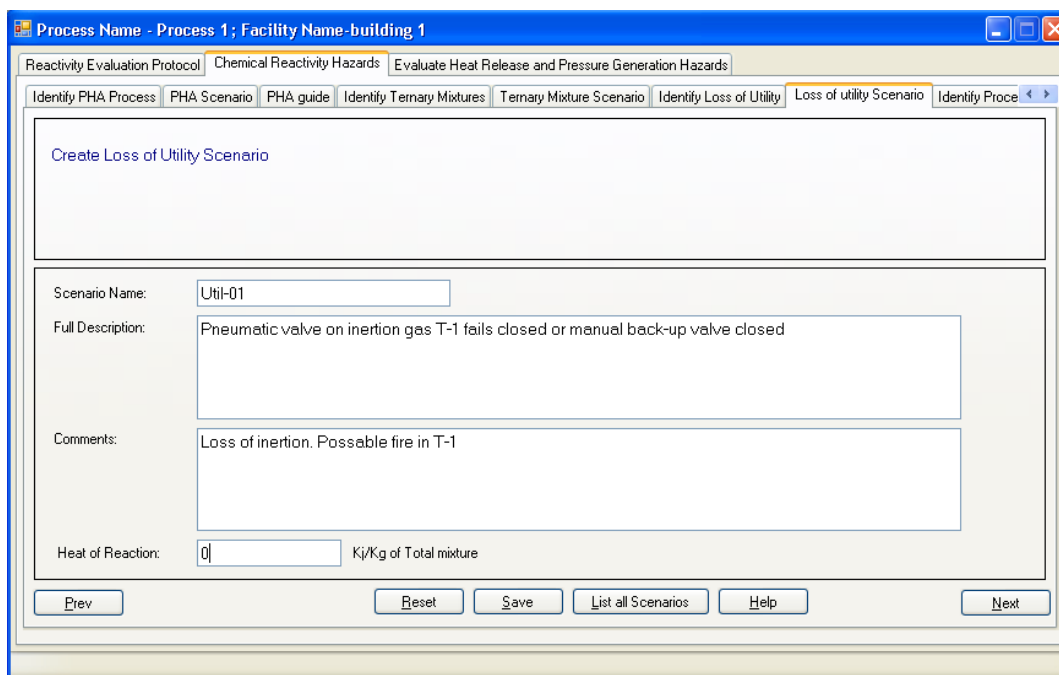 Process Name - Process 1 ; Facility Name-building 1
Reactivity Evaluation Protocol Chemical Reactivity Hazards Evaluate Heat Release and Pressure Generation Hazards
Identify PHA Process PHA Scenario PHA guide Identify Ternary Mixtures Ternary Mixture Scenario Identify Loss of Utility Loss of utility Scenario Identify Proce
Create Loss of Utility Scenario
Scenario Name: Util-01
Full Description: Pneumatic valve on inertion gas T-1 fails closed or manual back-up valve closed
Comments: Loss of inertion. Possable fire in T-1
Heat of Reaction: 0 Kj/Kg of Total mixture
Prev Reset Save List all Scenarios Help Next